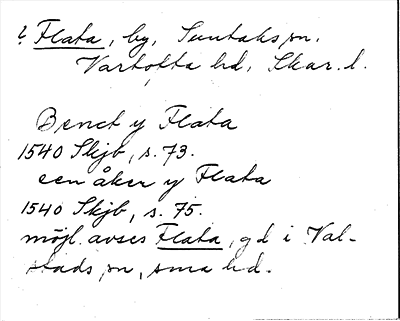 ? Flata, by, Suntaks sn.
Vartofta hd, Skar. l.
Benct y Flata
1540 Skjb, s. 73.
een åker y Flata
1540 Skjb, s. 75.
möjl. avses Flata, gd i Val-
stads sn, sma hd.